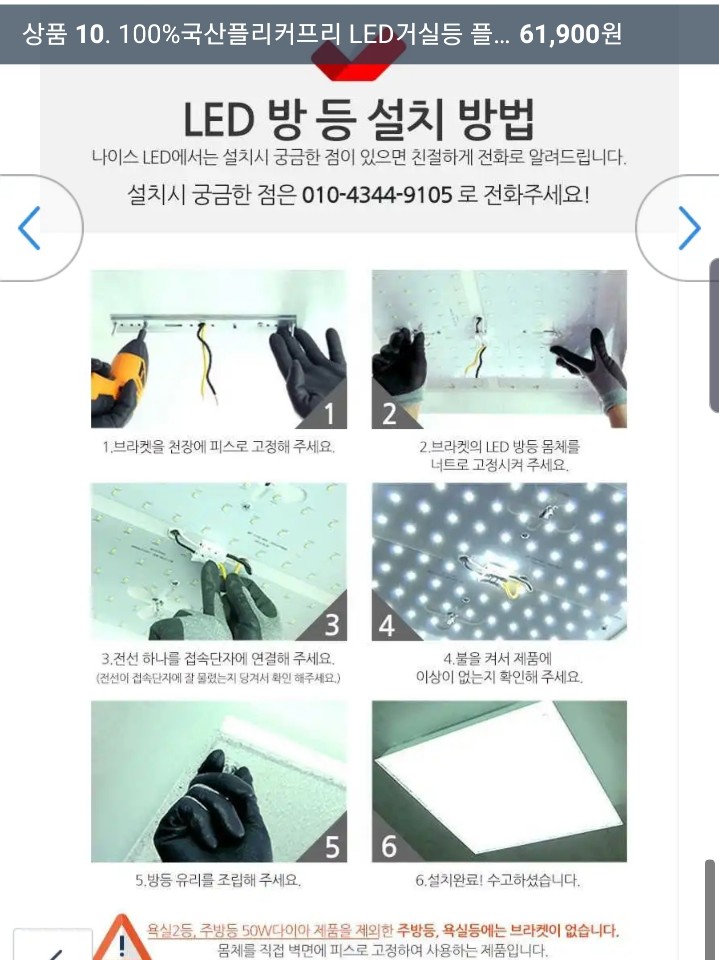 상품 10. 100%국산플리커프리 LED거실등 플... 61,900원
LED 방 등 설치 방법
나이스 LED에서는 설치시 궁금한 점이 있으면 친절하게 전화로 알려드립니다.
설치시 궁금한 점은 010-4344-9105 로 전화주세요!
1
2
1.브라켓을 천장에 피스로 고정해 주세요.
2.브라켓의 LED 방등 몸체를
너트로 고정시켜 주세요.
3
4
3.전선 하나를 접속단자에 연결해 주세요.
(전선이 접속단자에 잘 물렸는지 당겨서 확인 해주세요.)
4.불을 켜서 제품에
이상이 없는지 확인해 주세요.
5
6
5.방등 유리를 조립해 주세요.
6.설치완료! 수고하셨습니다.
욕실2등, 주방등 50W다이아 제품을 제외한 주방등, 욕실등에는 브라켓이 없습니다.
몸체를 직접 벽면에 피스로 고정하여 사용하는 제품입니다.